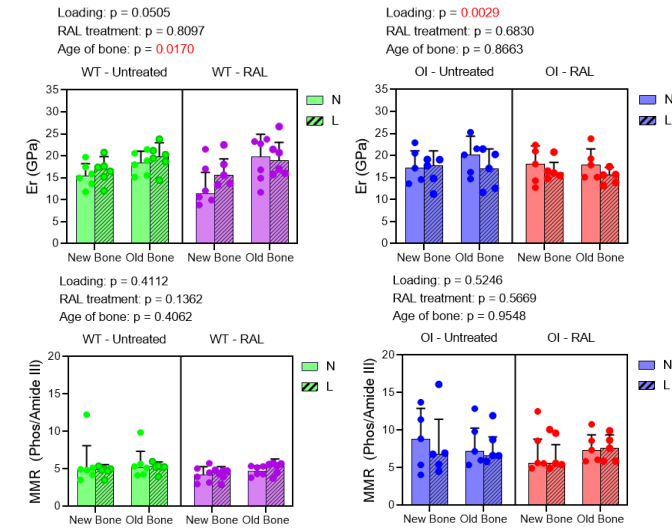 Loading: p = 0.0505
RAL treatment: p = 0.8097
Age of bone: p = 0.0170
WT - Untreated WT - RAL
35
30
25
20
15
10
5
0
Er (GPa)
New Bone Old Bone New Bone Old Bone
N
L
Loading: p = 0.0029
RAL treatment: p = 0.6830
Age of bone: p = 0.8663
OI - Untreated OI - RAL
35
30
25
20
15
10
5
0
Er (GPa)
New Bone Old Bone New Bone Old Bone
N
L
Loading: p = 0.4112
RAL treatment: p = 0.1362
Age of bone: p = 0.4062
WT - Untreated WT - RAL
20
15
10
5
0
MMR (Phos/Amide III)
New Bone Old Bone New Bone Old Bone
N
L
Loading: p = 0.5246
RAL treatment: p = 0.5669
Age of bone: p = 0.9548
OI - Untreated OI - RAL
20
15
10
5
0
MMR (Phos/Amide III)
New Bone Old Bone New Bone Old Bone
N
L